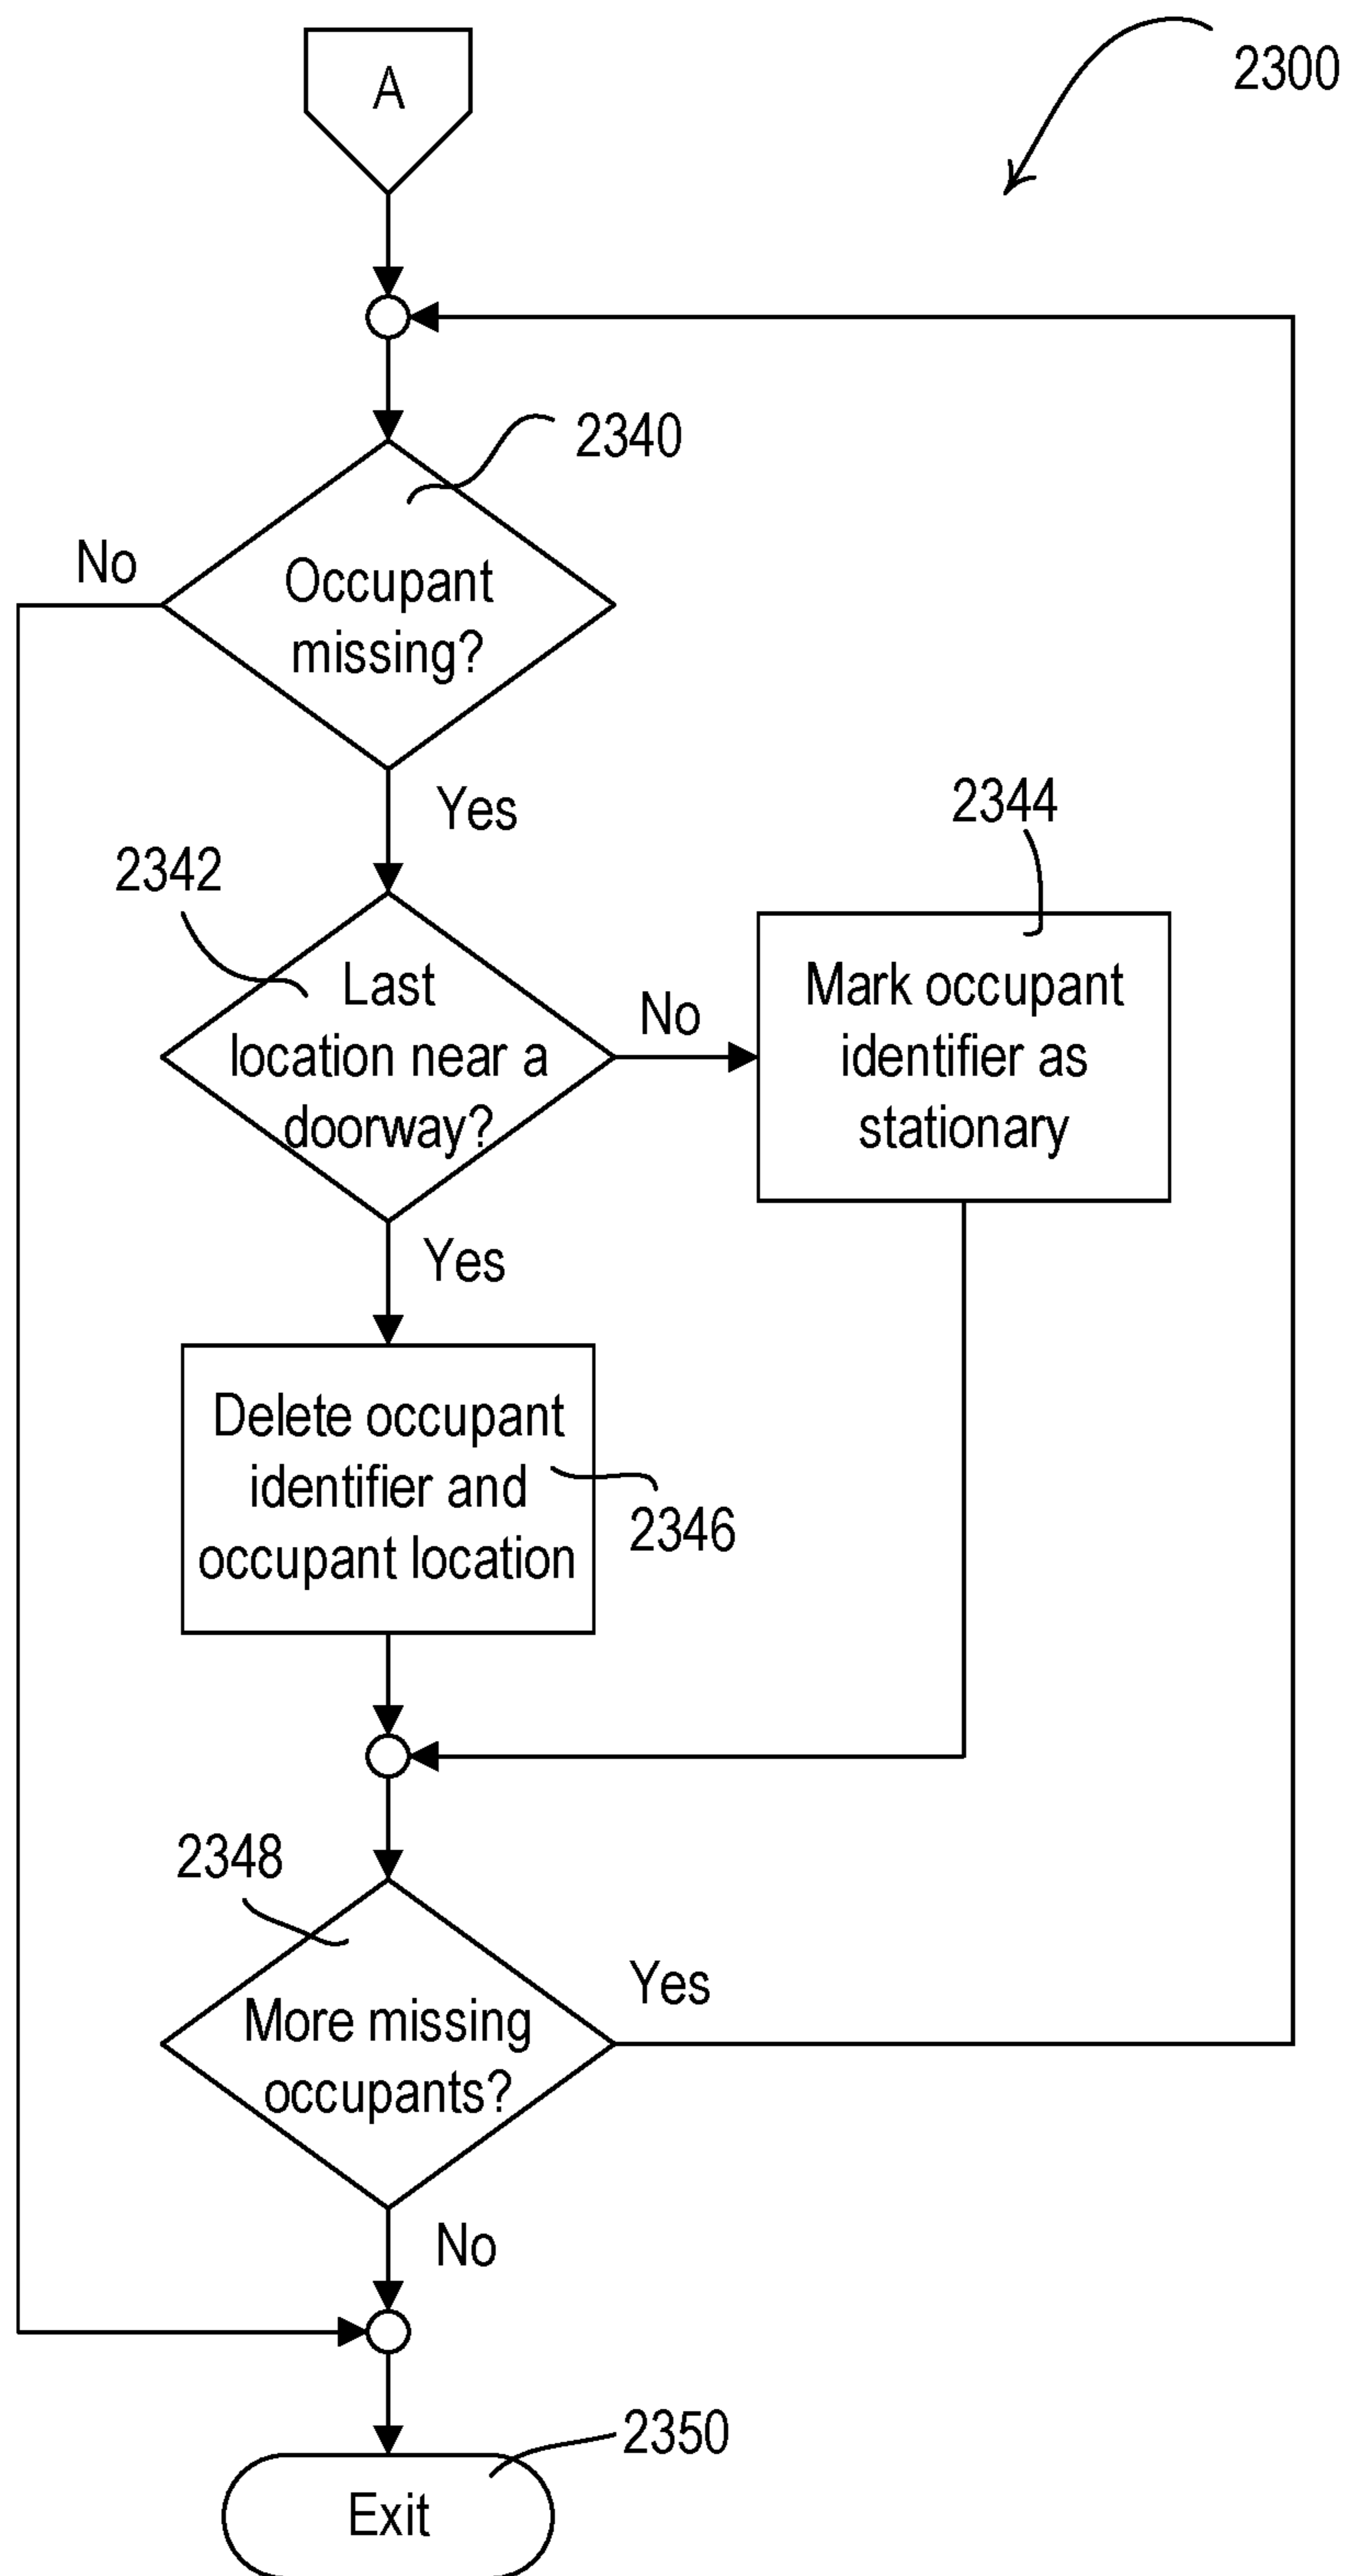 A
2300
2340
No
Occupant
missing?
Yes
2344
2342
Last
location near a
doorway?
No
Mark occupant
identifier as
stationary
Yes
Delete occupant
identifier and
occupant location
2346
2348
Yes
More missing
occupants?
No
2350
Exit